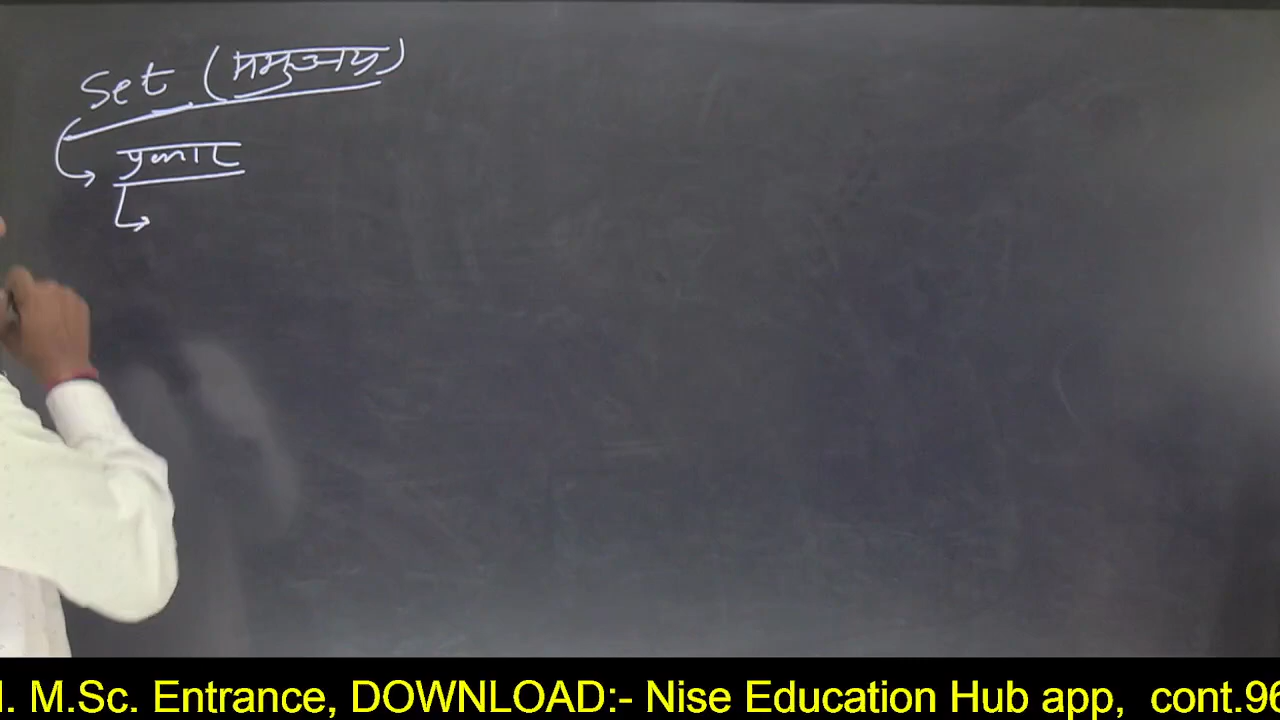 Set (समुच्चय)
प्रकार
I. M.Sc. Entrance, DOWNLOAD:- Nise Education Hub app, cont.96